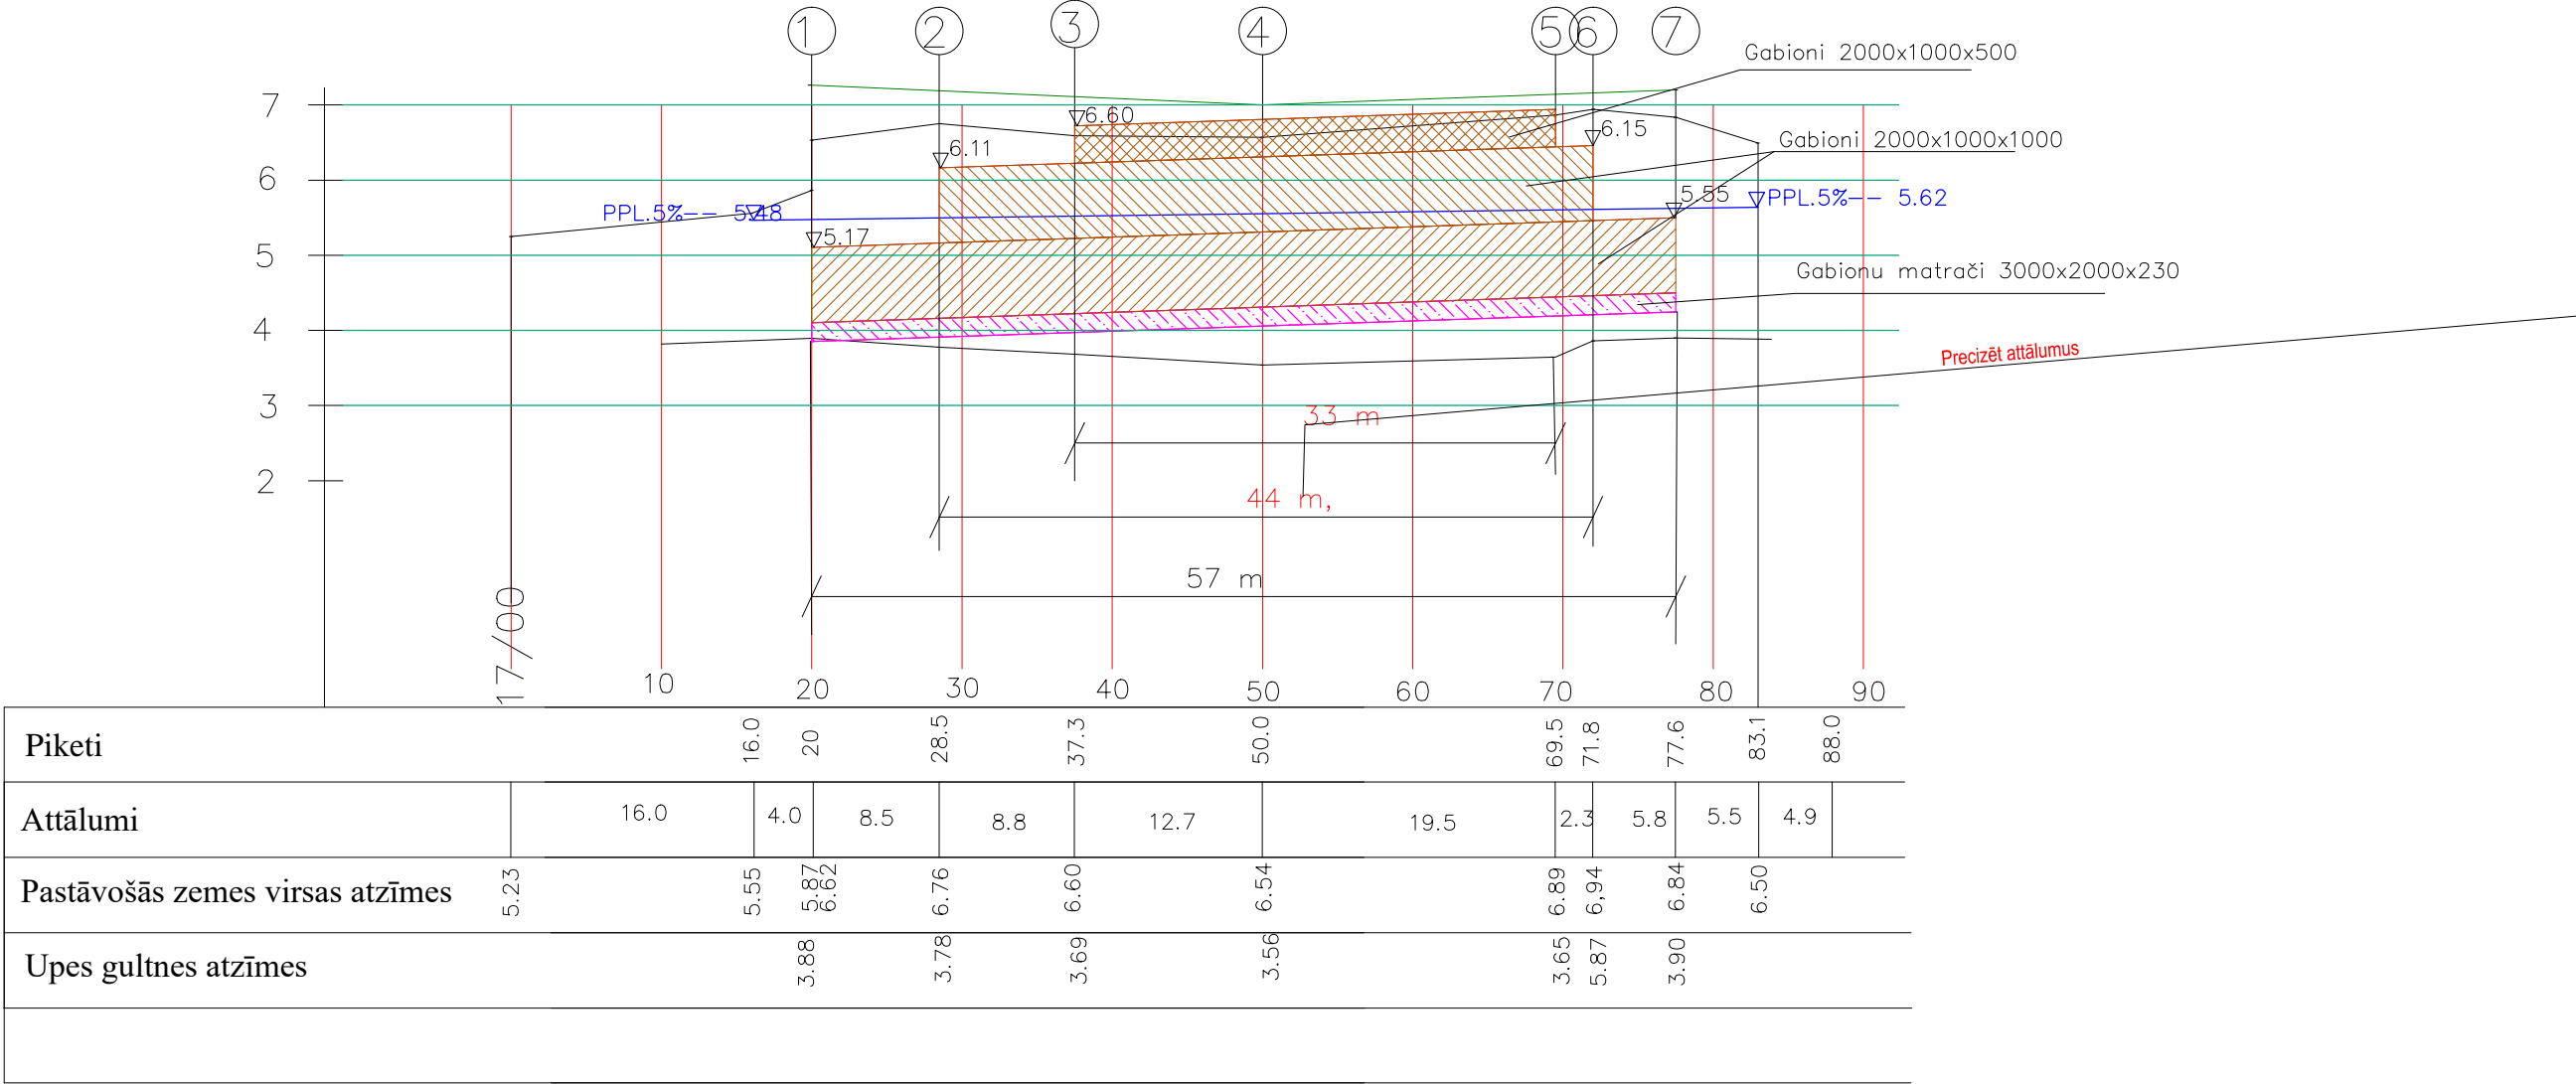 1 2 3 4 5 6 7
Gabioni 2000x1000x500
7
6.60
6.15
Gabioni 2000x1000x1000
6.11
6
5.55
PPL.5%-- 5.48
PPL.5%-- 5.62
5.17
5
Gabionu matrači 3000x2000x230
4
Precizēt attālumus
3
33 m
2
44 m,
57 m
17/00
10 20 30 40 50 60 70 80 90
Piketi 16.0 20 28.5 37.3 50.0 69.5 71.8 77.6 83.1 88.0
Attālumi 16.0 4.0 8.5 8.8 12.7 19.5 2.3 5.8 5.5 4.9
Pastāvošās zemes virsas atzīmes 5.23 5.55 5.87 6.62 6.76 6.60 6.54 6.89 6,94 6.84 6.50
Upes gultnes atzīmes 3.88 3.78 3.69 3.56 3.65 5.87 3.90